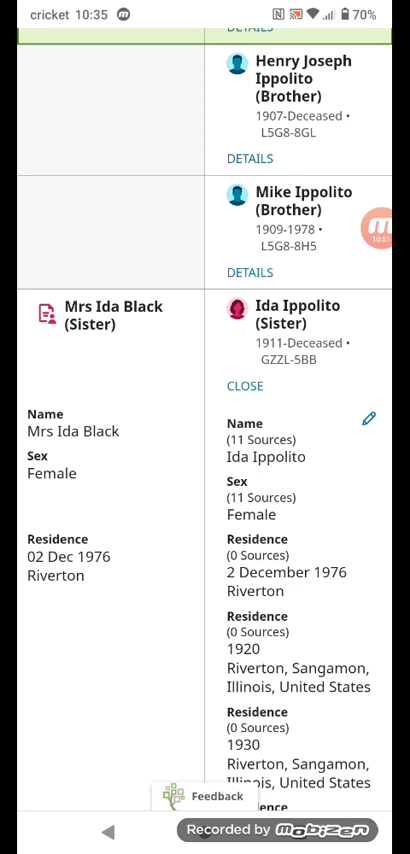 cricket 10:35 70%
DETAILS
Henry Joseph
Ippolito
(Brother)
1907-Deceased •
L5G8-8GL
DETAILS
Mike Ippolito
(Brother)
1909-1978 •
L5G8-8H5
DETAILS
10:51
Mrs Ida Black
(Sister)
Ida Ippolito
(Sister)
1911-Deceased •
GZZL-5BB
CLOSE
Name
Mrs Ida Black
Sex
Female
Residence
02 Dec 1976
Riverton
Name
(11 Sources)
Ida Ippolito
Sex
(11 Sources)
Female
Residence
(0 Sources)
2 December 1976
Riverton
Residence
(0 Sources)
1920
Riverton, Sangamon,
Illinois, United States
Residence
(0 Sources)
1930
Riverton, Sangamon,
Illinois, United States
Feedback
Recorded by mobizen